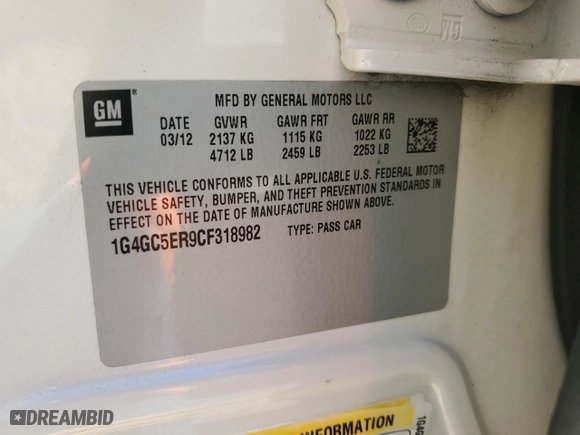 GM
MFD BY GENERAL MOTORS LLC
DATE GVWR GAWR FRT GAWR RR
03/12 2137 KG 1115 KG 1022 KG
4712 LB 2459 LB 2253 LB
THIS VEHICLE CONFORMS TO ALL APPLICABLE U.S. FEDERAL MOTOR
VEHICLE SAFETY, BUMPER, AND THEFT PREVENTION STANDARDS IN
EFFECT ON THE DATE OF MANUFACTURE SHOWN ABOVE.
1G4GC5ER9CF318982 TYPE: PASS CAR
INFORMATION
1G4G
DREAMBID